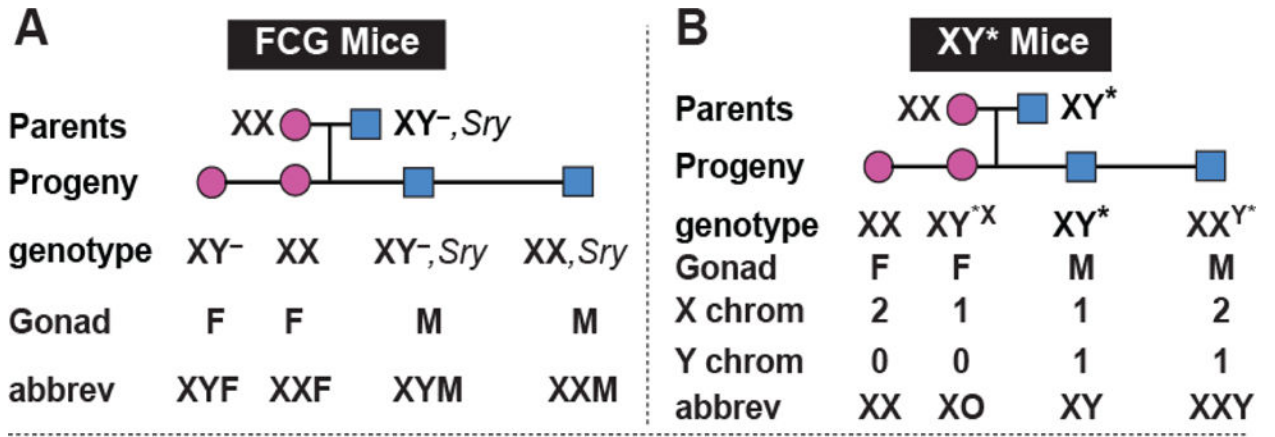 A
FCG Mice
Parents XX XY–,Sry
Progeny
genotype XY– XX XY–,Sry XX,Sry
Gonad F F M M
abbrev XYF XXF XYM XXM
B
XY* Mice
Parents XX XY*
Progeny
genotype XX XY*X XY* XXY*
Gonad F F M M
X chrom 2 1 1 2
Y chrom 0 0 1 1
abbrev XX XO XY XXY